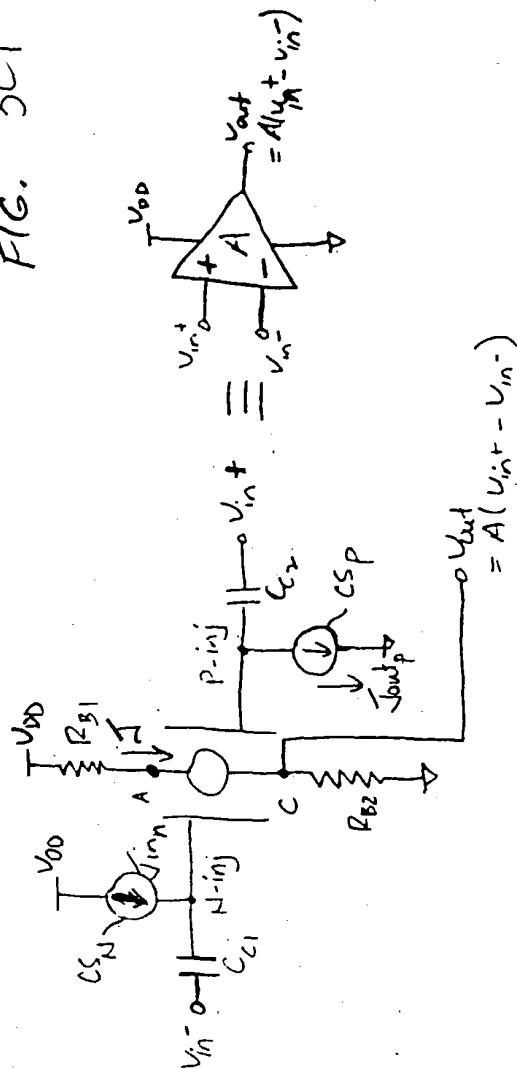 FIG. 5C1
VDD
RB1
A
VDD
CSN
Iinn
N-inj
Vin-
CC1
C
RB2
P-inj
CC2
Vin+
CSP
Ioutp
Vout
= A(Vin+ - Vin-)
≡
VDD
Vin+
Vin-
+
A
-
Vout
= A(Vin+ - Vin-)